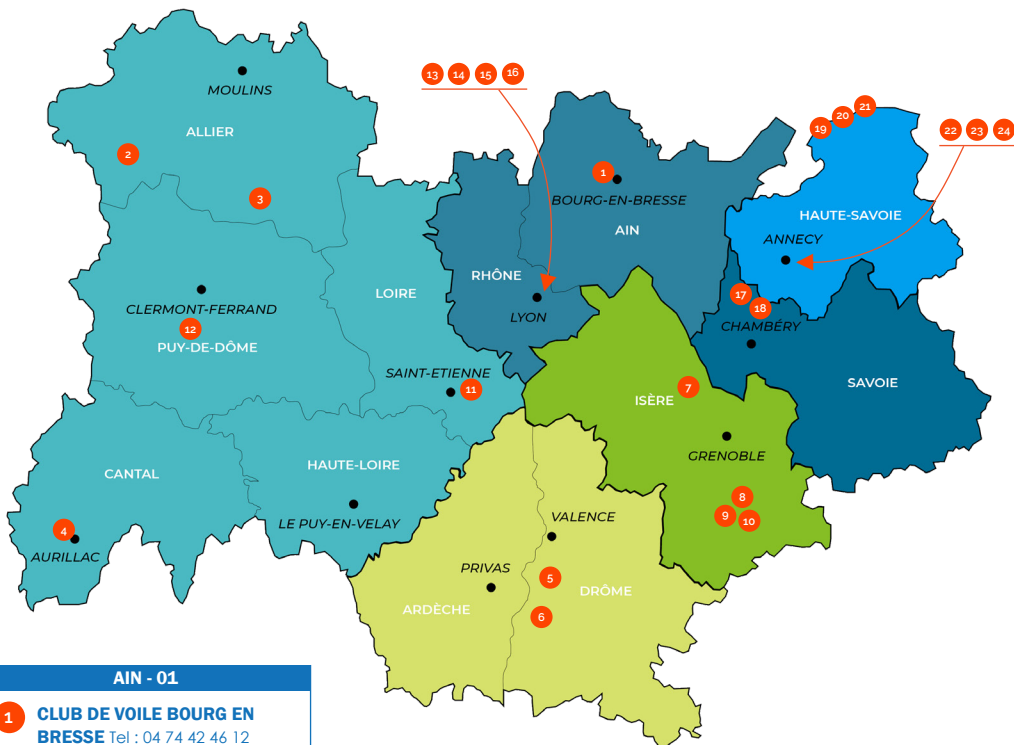 13 14 15 16
22 23 24
19 20 21
MOULINS
ALLIER
2
3
1
BOURG-EN-BRESSE
AIN
HAUTE-SAVOIE
ANNECY
RHÔNE
LYON
LOIRE
CLERMONT-FERRAND
12
PUY-DE-DÔME
17
18
CHAMBÉRY
SAVOIE
SAINT-ETIENNE
11
7
ISÈRE
GRENOBLE
CANTAL
HAUTE-LOIRE
LE PUY-EN-VELAY
4
AURILLAC
8
9
10
VALENCE
PRIVAS
5
DRÔME
ARDÈCHE
6
AIN - 01
1 CLUB DE VOILE BOURG EN
BRESSE Tel : 04 74 42 46 12